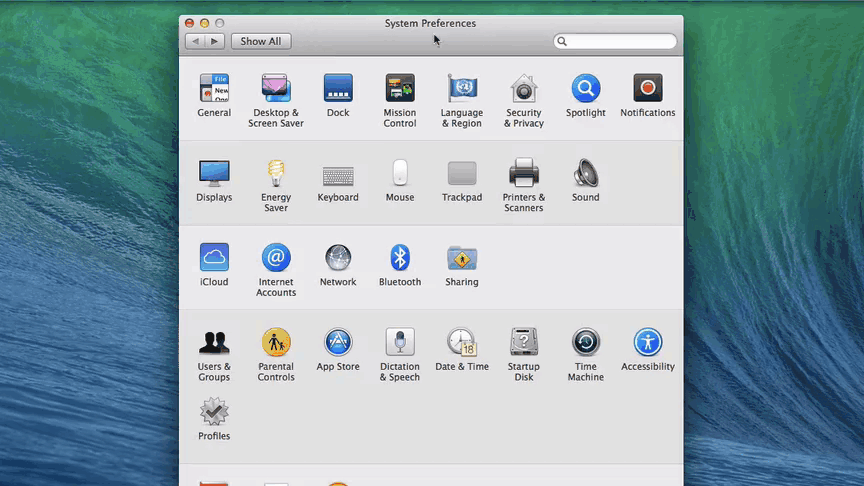 System Preferences
Show All
File
New
One
General
Desktop &
Screen Saver
Dock
Mission
Control
Language
& Region
Security
& Privacy
Spotlight
Notifications
Displays
Energy
Saver
Keyboard
Mouse
Trackpad
Printers &
Scanners
Sound
iCloud
@
Internet
Accounts
Network
Bluetooth
Sharing
Users &
Groups
Parental
Controls
App Store
Dictation
& Speech
18
Date & Time
?
Startup
Disk
Time
Machine
Accessibility
Profiles